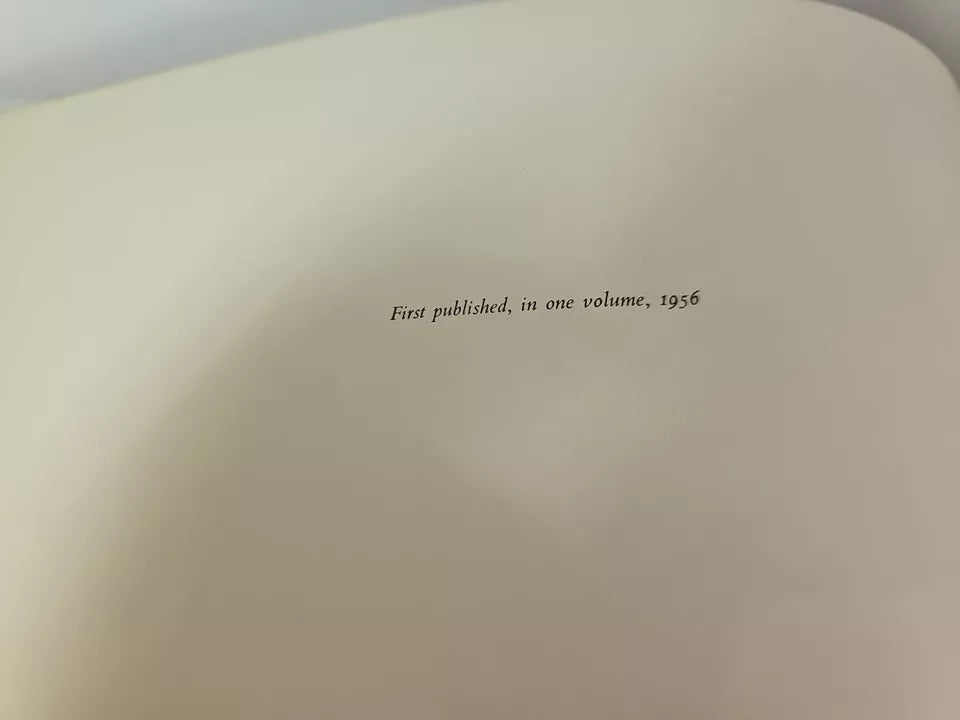 First published, in one volume, 1956